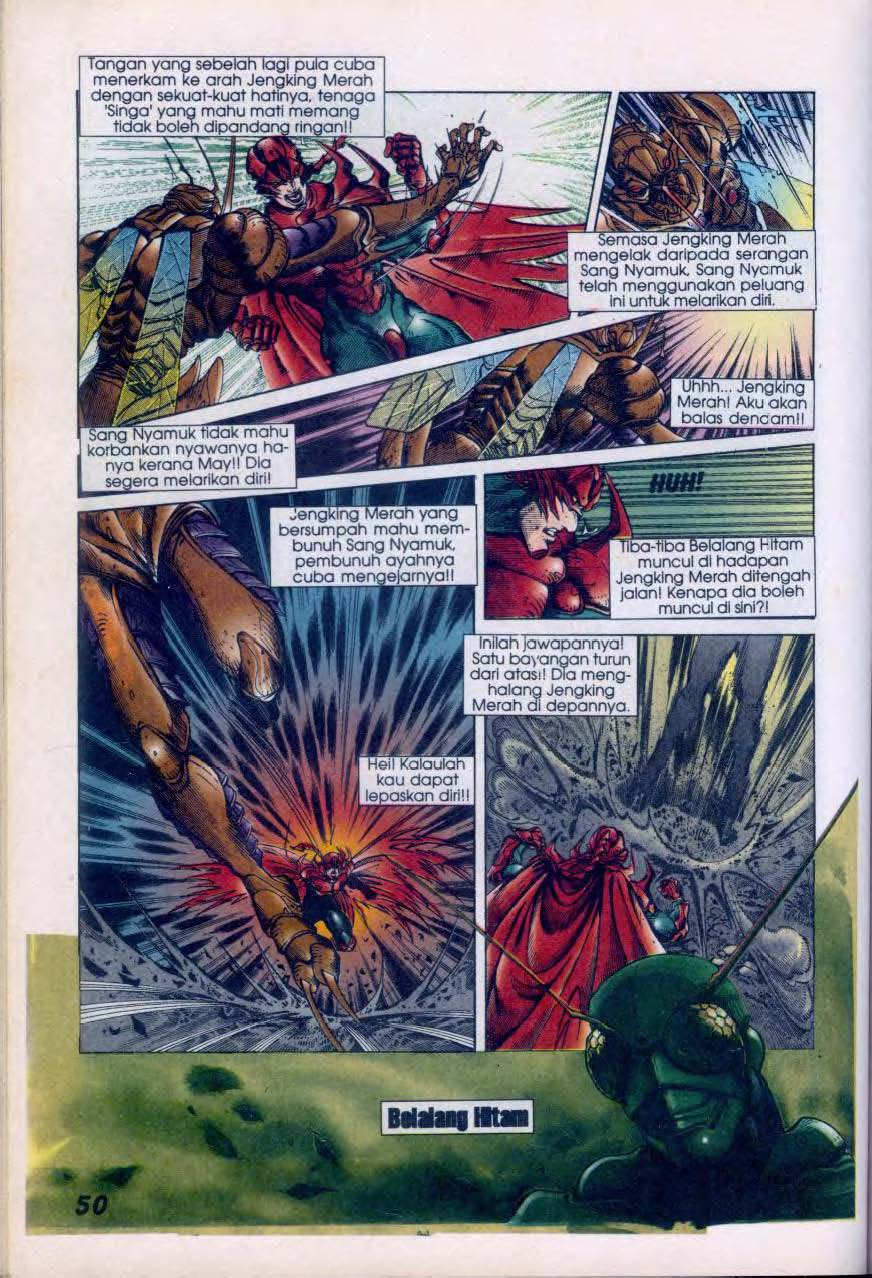 Tangan yang sebelah lagi pula cuba
menerkam ke arah Jengking Merah
dengan sekuat-kuat hatinya, tenaga
'Singa' yang mahu mati memang
tidak boleh dipandang ringan!!
Semasa Jengking Merah
mengelak daripada serangan
Sang Nyamuk, Sang Nyamuk
telah menggunakan peluang
ini untuk melarikan diri.
Uhhh... Jengking
Merah! Aku akan
balas dendam!!
Sang Nyamuk tidak mahu
korbankan nyawanya ha-
nya kerana May!! Dia
segera melarikan diri!
Jengking Merah yang
bersumpah mahu mem-
bunuh Sang Nyamuk,
pembunuh ayahnya
cuba mengejarnya!!
HUH!
Tiba-tiba Belalang Hitam
muncul di hadapan
Jengking Merah ditengah
jalan! Kenapa dia boleh
muncul di sini?!
Inilah jawapannya!
Satu bayangan turun
dari atas!! Dia meng-
halang Jengking
Merah di depannya.
Hei! Kalaulah
kau dapat
lepaskan diri!!
Belalang Hitam
50